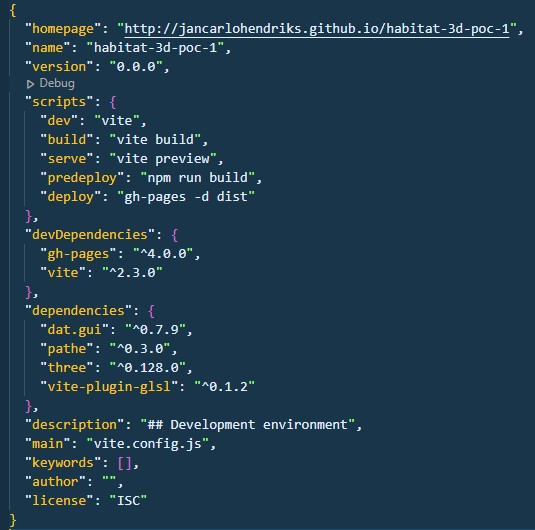 {
"homepage": "http://jancarlohendriks.github.io/habitat-3d-poc-1",
"name": "habitat-3d-poc-1",
"version": "0.0.0",
Debug
"scripts": {
"dev": "vite",
"build": "vite build",
"serve": "vite preview",
"predeploy": "npm run build",
"deploy": "gh-pages -d dist"
},
"devDependencies": {
"gh-pages": "^4.0.0",
"vite": "^2.3.0"
},
"dependencies": {
"dat.gui": "^0.7.9",
"pathe": "^0.3.0",
"three": "^0.128.0",
"vite-plugin-glsl": "^0.1.2"
},
"description": "## Development environment",
"main": "vite.config.js",
"keywords": [],
"author": "",
"license": "ISC"
}